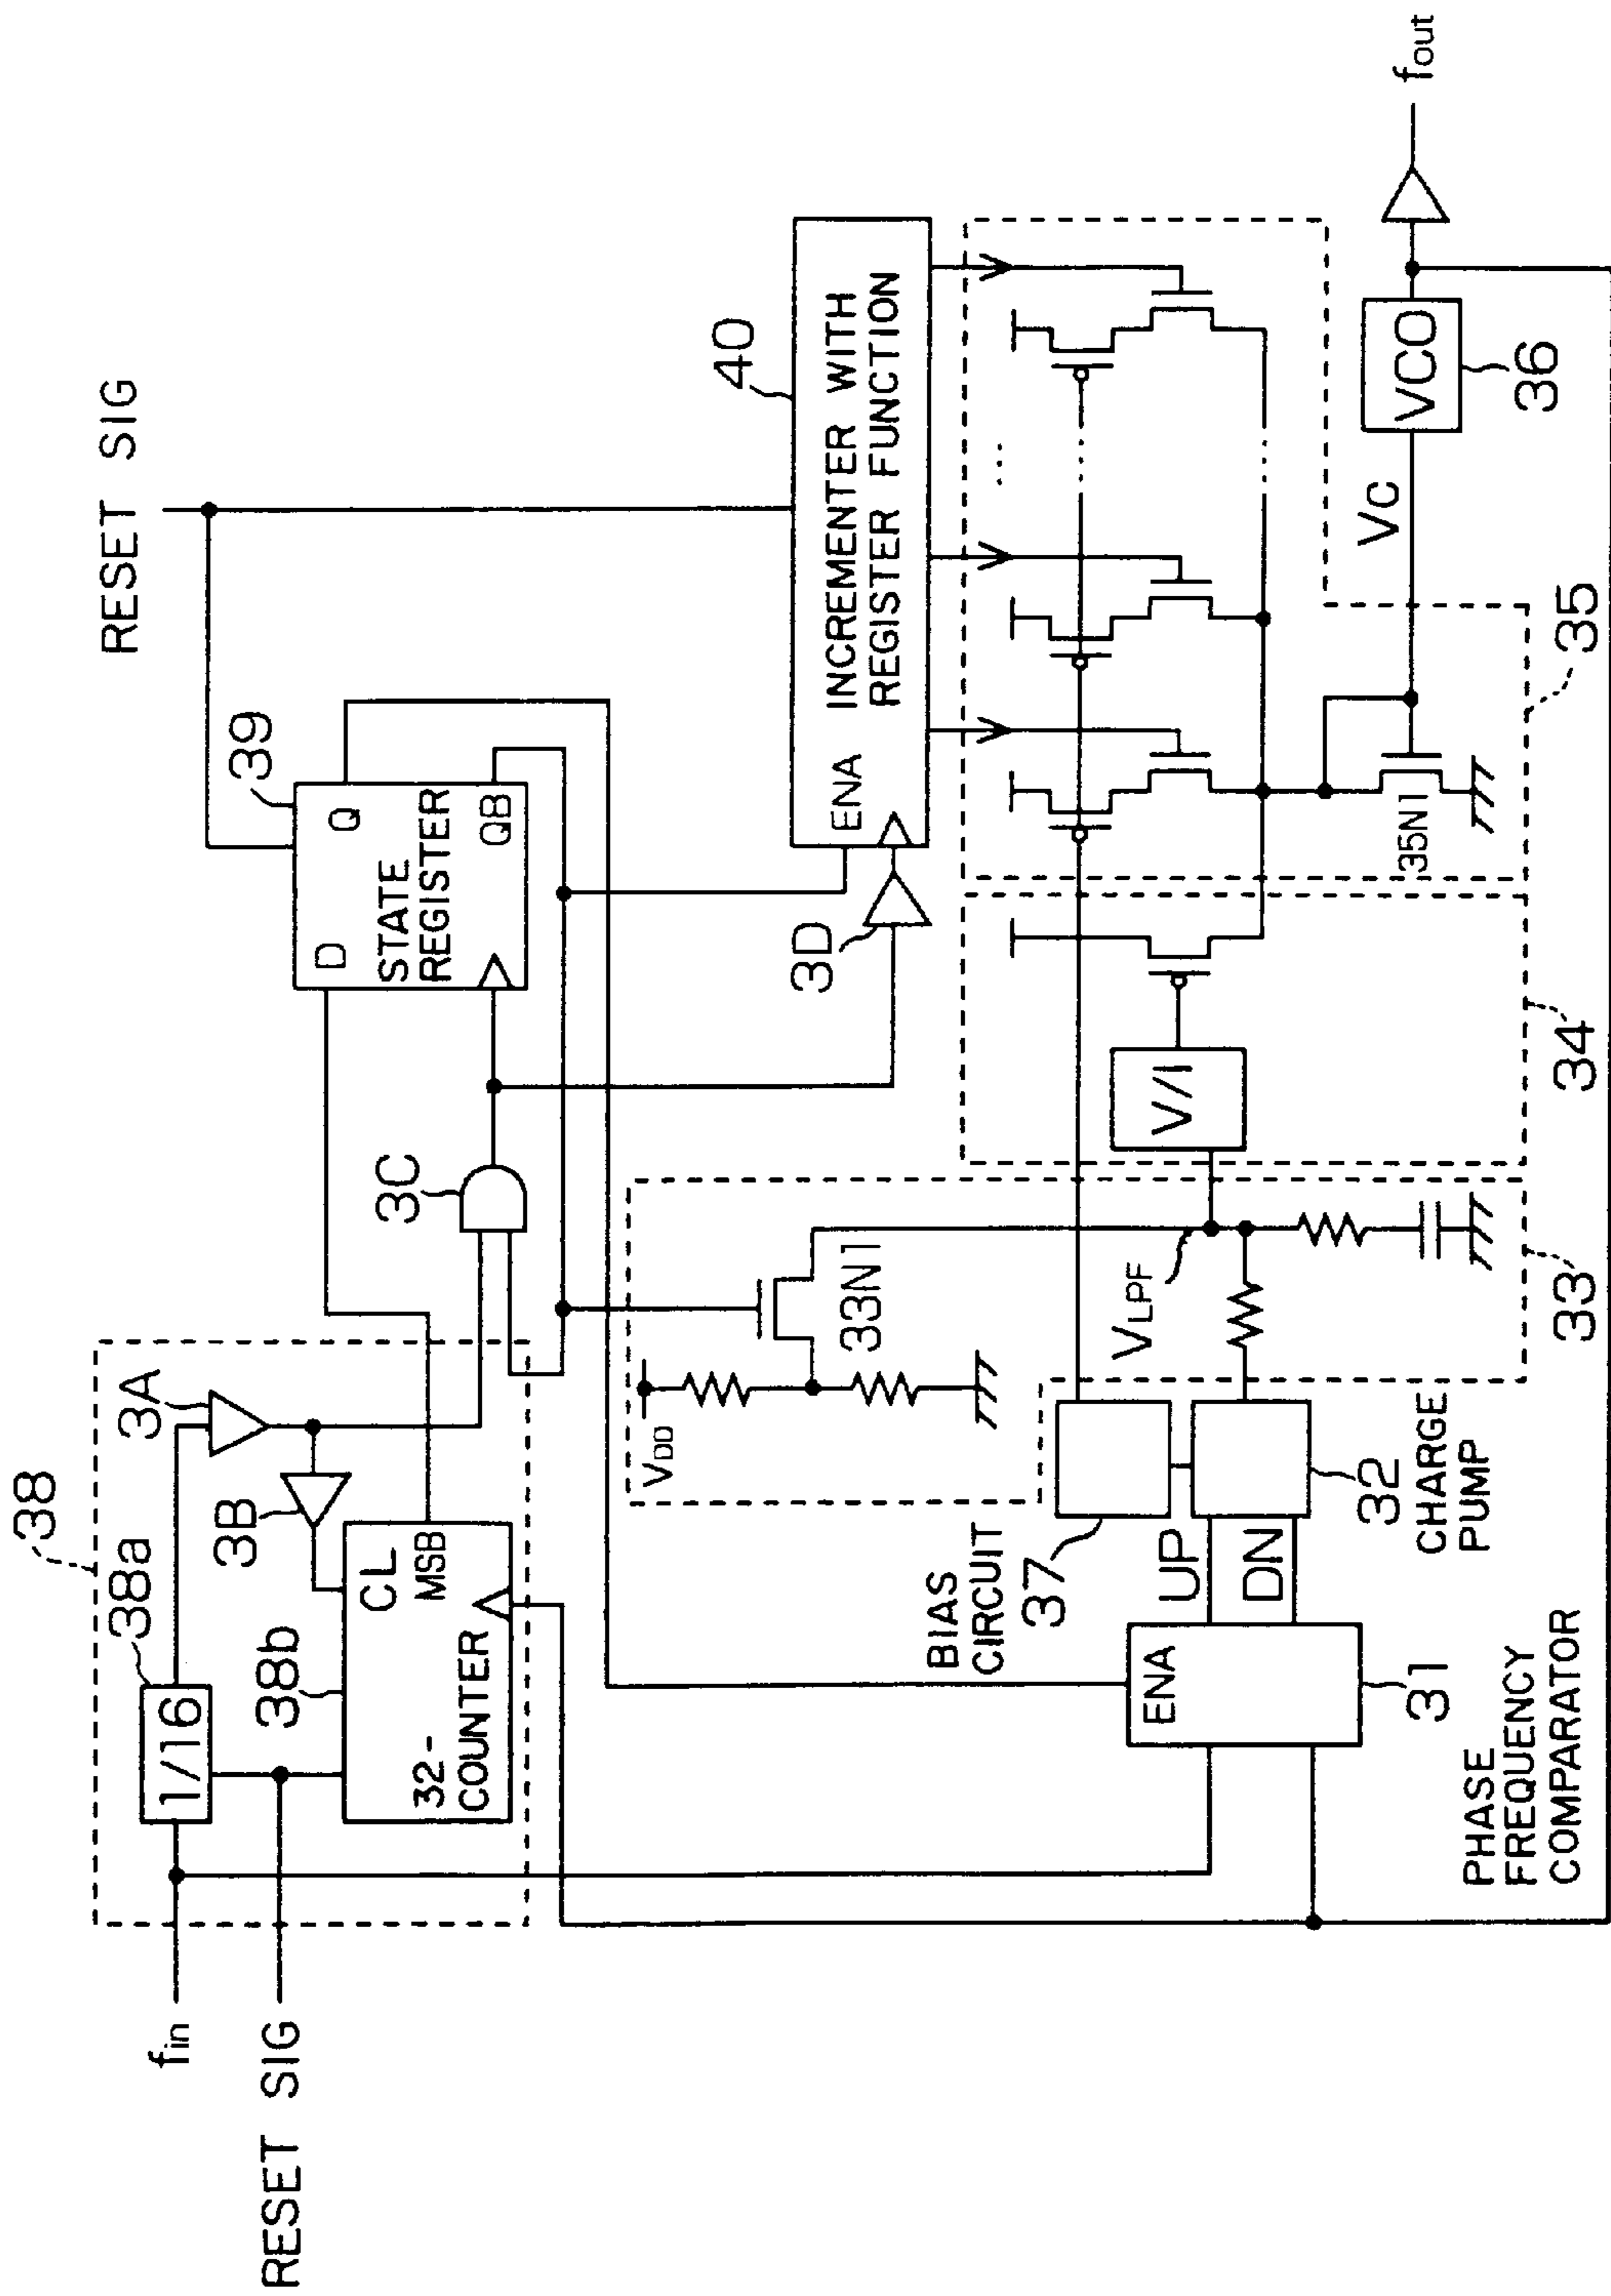 38
38a
1/16
3A
3B
38b
CL
MSB
32-
COUNTER
fin
RESET SIG
3C
39
D
Q
STATE
REGISTER
QB
RESET SIG
40
ENA
INCREMENTER WITH
REGISTER FUNCTION
3D
VDD
33N1
VLPF
33
BIAS
CIRCUIT
37
UP
DN
32
CHARGE
PUMP
ENA
31
PHASE
FREQUENCY
COMPARATOR
V/I
34
...
35N1
35
VC
VCO
36
fout